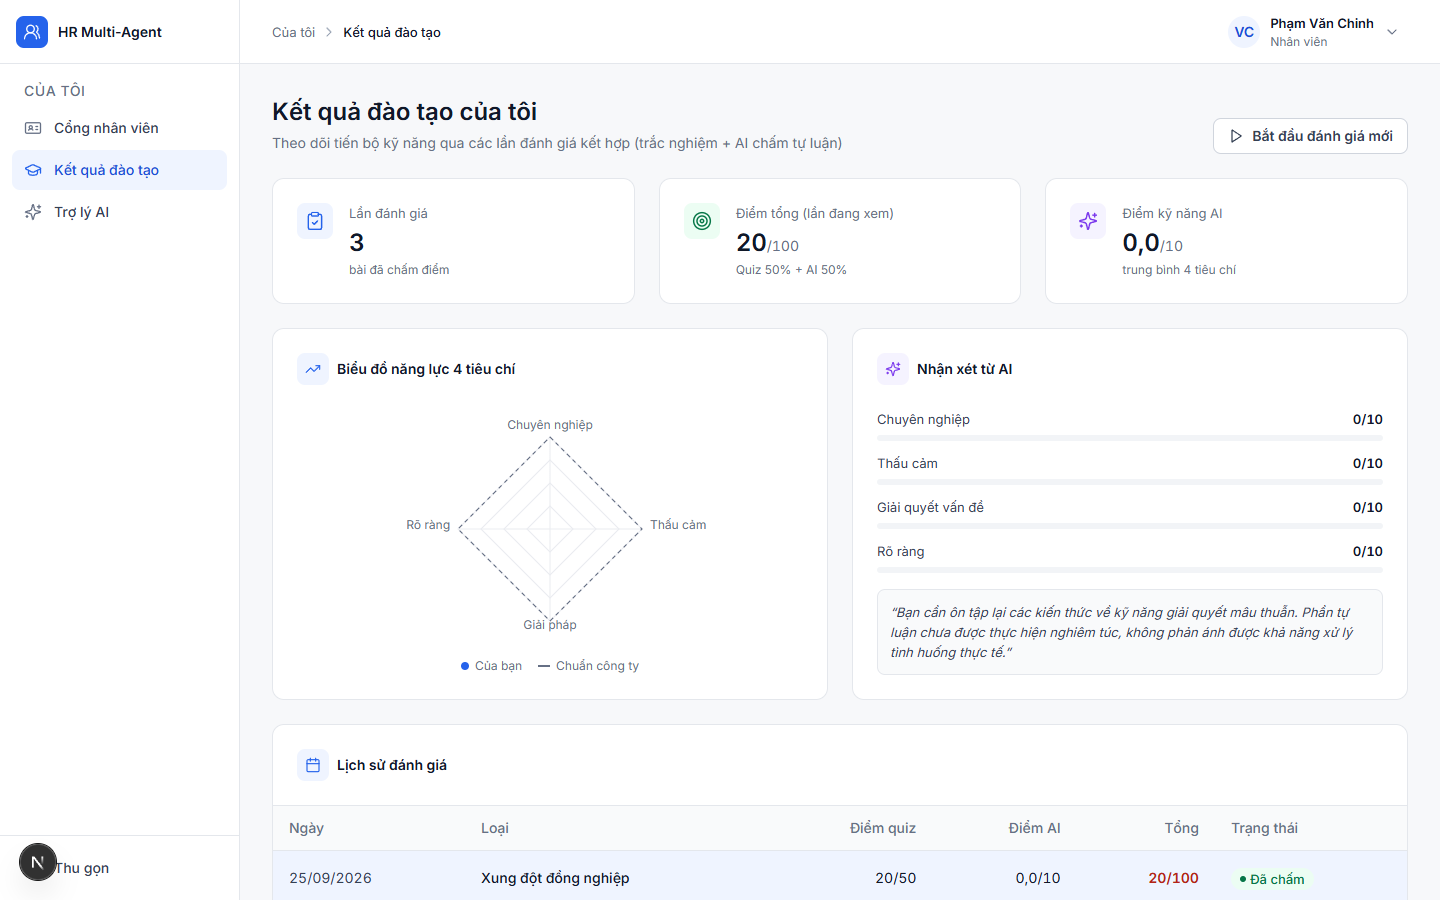 HR Multi-Agent
Của tôi > Kết quả đào tạo
VC
Phạm Văn Chinh
Nhân viên
CỦA TÔI
Cổng nhân viên
Kết quả đào tạo
Trợ lý AI
Kết quả đào tạo của tôi
Theo dõi tiến bộ kỹ năng qua các lần đánh giá kết hợp (trắc nghiệm + AI chấm tự luận)
Bắt đầu đánh giá mới
Lần đánh giá
3
bài đã chấm điểm
Điểm tổng (lần đang xem)
20/100
Quiz 50% + AI 50%
Điểm kỹ năng AI
0,0/10
trung bình 4 tiêu chí
Biểu đồ năng lực 4 tiêu chí
Chuyên nghiệp
Rõ ràng
Thấu cảm
Giải pháp
Của bạn
Chuẩn công ty
Nhận xét từ AI
Chuyên nghiệp 0/10
Thấu cảm 0/10
Giải quyết vấn đề 0/10
Rõ ràng 0/10
“Bạn cần ôn tập lại các kiến thức về kỹ năng giải quyết mâu thuẫn. Phần tự
luận chưa được thực hiện nghiêm túc, không phản ánh được khả năng xử lý
tình huống thực tế.”
Lịch sử đánh giá
Ngày Loại Điểm quiz Điểm AI Tổng Trạng thái
25/09/2026 Xung đột đồng nghiệp 20/50 0,0/10 20/100 Đã chấm
N
Thu gọn